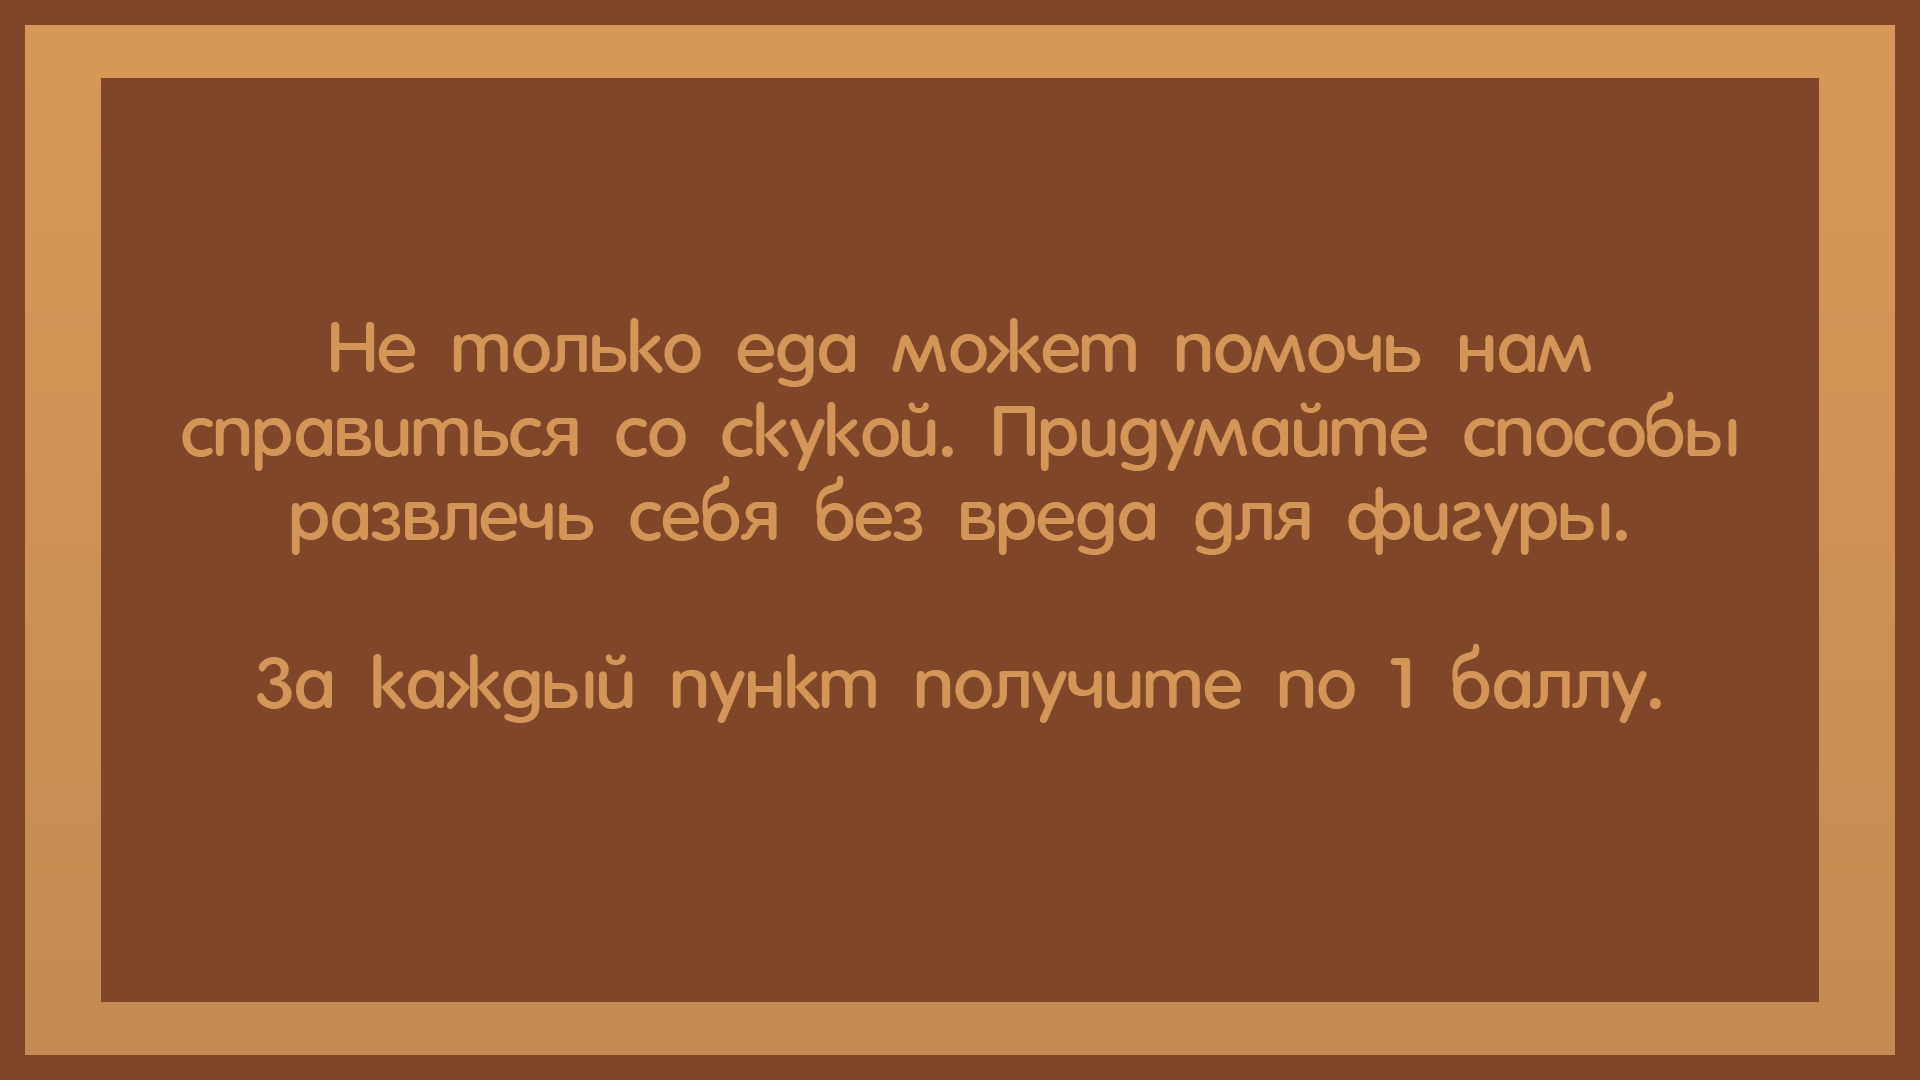 Не только еда может помочь нам
справиться со скукой. Придумайте способы
развлечь себя без вреда для фигуры.
За каждый пункт получите по 1 баллу.